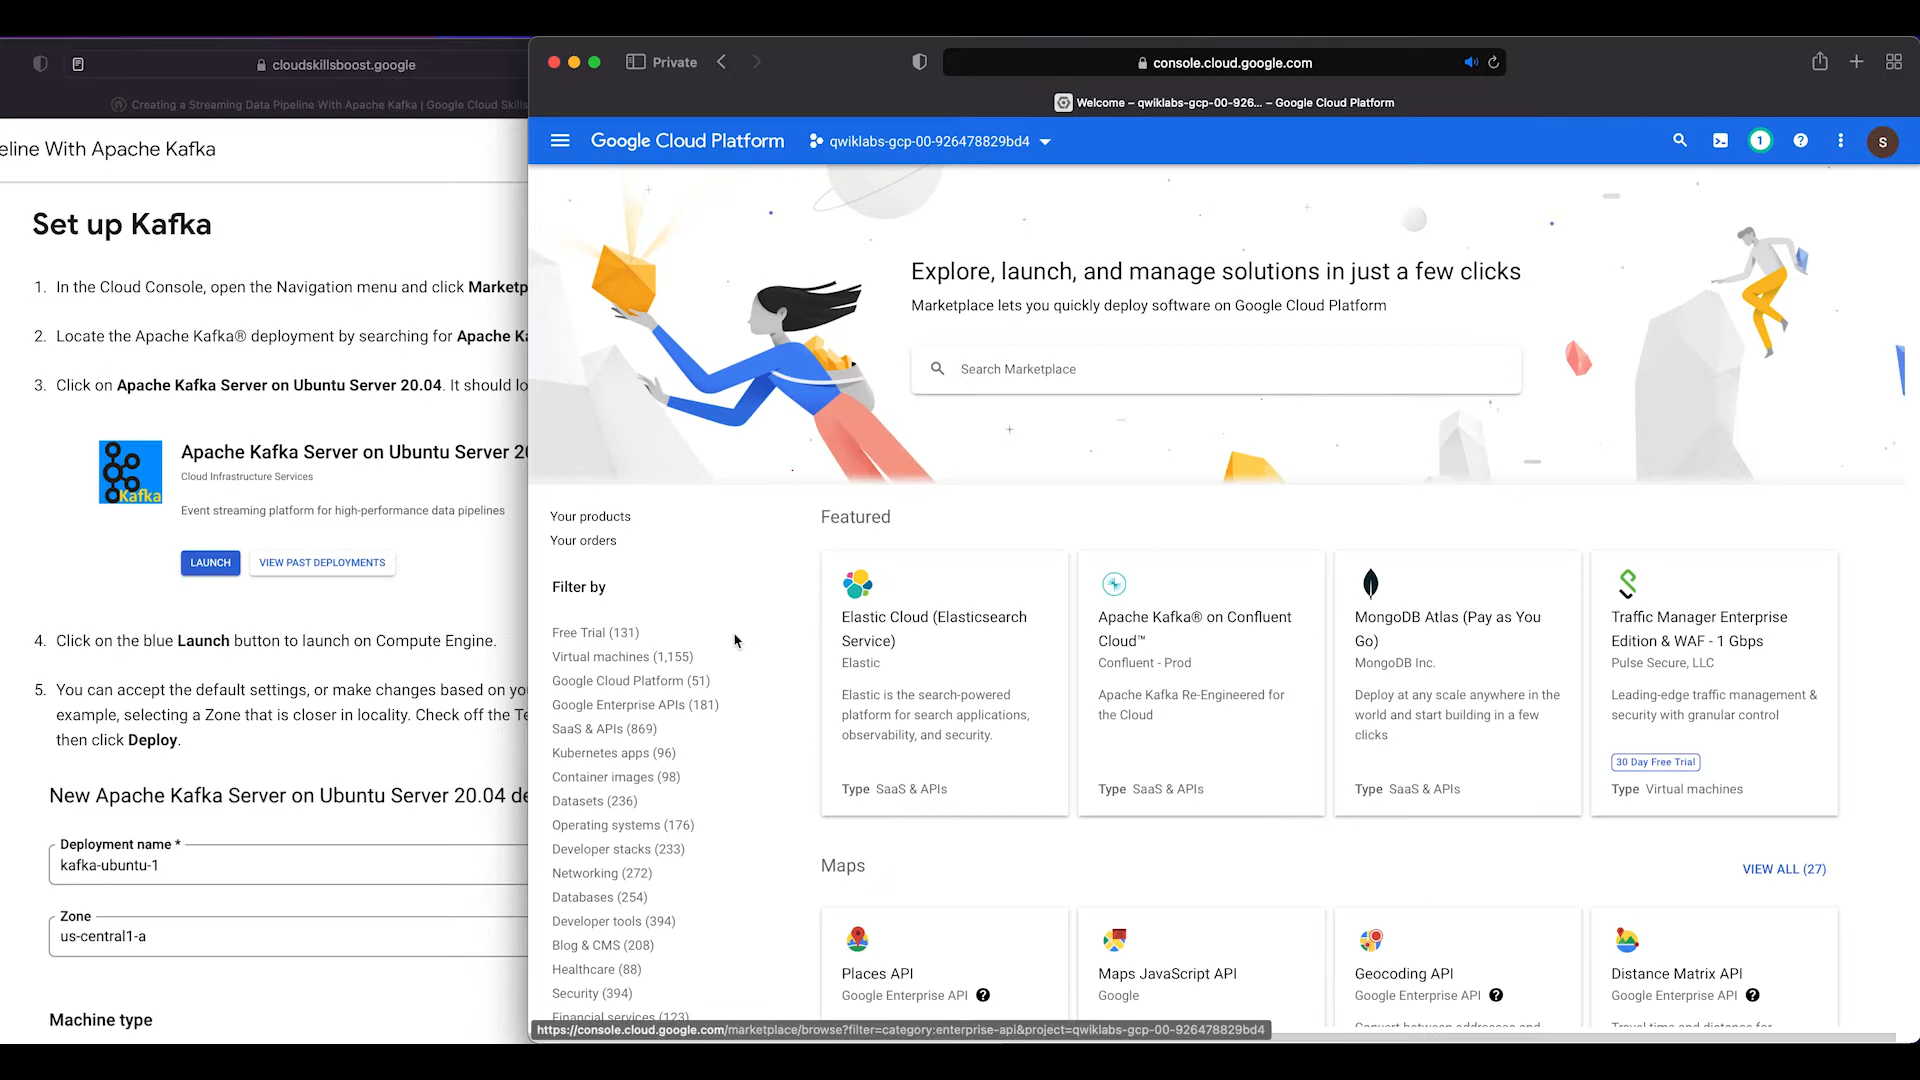 cloudskillsboost.google
Creating a Streaming Data Pipeline With Apache Kafka | Google Cloud Skills
eline With Apache Kafka
Set up Kafka
1. In the Cloud Console, open the Navigation menu and click Marketp
2. Locate the Apache Kafka® deployment by searching for Apache Ka
3. Click on Apache Kafka Server on Ubuntu Server 20.04. It should lo
Kafka
Apache Kafka Server on Ubuntu Server 20
Cloud Infrastructure Services
Event streaming platform for high-performance data pipelines
LAUNCH
VIEW PAST DEPLOYMENTS
4. Click on the blue Launch button to launch on Compute Engine.
5. You can accept the default settings, or make changes based on yo
example, selecting a Zone that is closer in locality. Check off the Te
then click Deploy.
New Apache Kafka Server on Ubuntu Server 20.04 de
Deployment name *
kafka-ubuntu-1
Zone
us-central1-a
Machine type
Private
console.cloud.google.com
Welcome – qwiklabs-gcp-00-926... – Google Cloud Platform
Google Cloud Platform
qwiklabs-gcp-00-926478829bd4
1
S
Explore, launch, and manage solutions in just a few clicks
Marketplace lets you quickly deploy software on Google Cloud Platform
Search Marketplace
Your products
Your orders
Filter by
Free Trial (131)
Virtual machines (1,155)
Google Cloud Platform (51)
Google Enterprise APIs (181)
SaaS & APIs (869)
Kubernetes apps (96)
Container images (98)
Datasets (236)
Operating systems (176)
Developer stacks (233)
Networking (272)
Databases (254)
Developer tools (394)
Blog & CMS (208)
Healthcare (88)
Security (394)
Financial services (123)
Featured
Elastic Cloud (Elasticsearch
Service)
Elastic
Elastic is the search-powered
platform for search applications,
observability, and security.
Type SaaS & APIs
Apache Kafka® on Confluent
Cloud™
Confluent - Prod
Apache Kafka Re-Engineered for
the Cloud
Type SaaS & APIs
MongoDB Atlas (Pay as You
Go)
MongoDB Inc.
Deploy at any scale anywhere in the
world and start building in a few
clicks
Type SaaS & APIs
Traffic Manager Enterprise
Edition & WAF - 1 Gbps
Pulse Secure, LLC
Leading-edge traffic management &
security with granular control
30 Day Free Trial
Type Virtual machines
Maps
VIEW ALL (27)
Places API
Google Enterprise API
Maps JavaScript API
Google
Geocoding API
Google Enterprise API
Convert between addresses and
Distance Matrix API
Google Enterprise API
Travel time and distance for
https://console.cloud.google.com/marketplace/browse?filter=category:enterprise-api&project=qwiklabs-gcp-00-926478829bd4